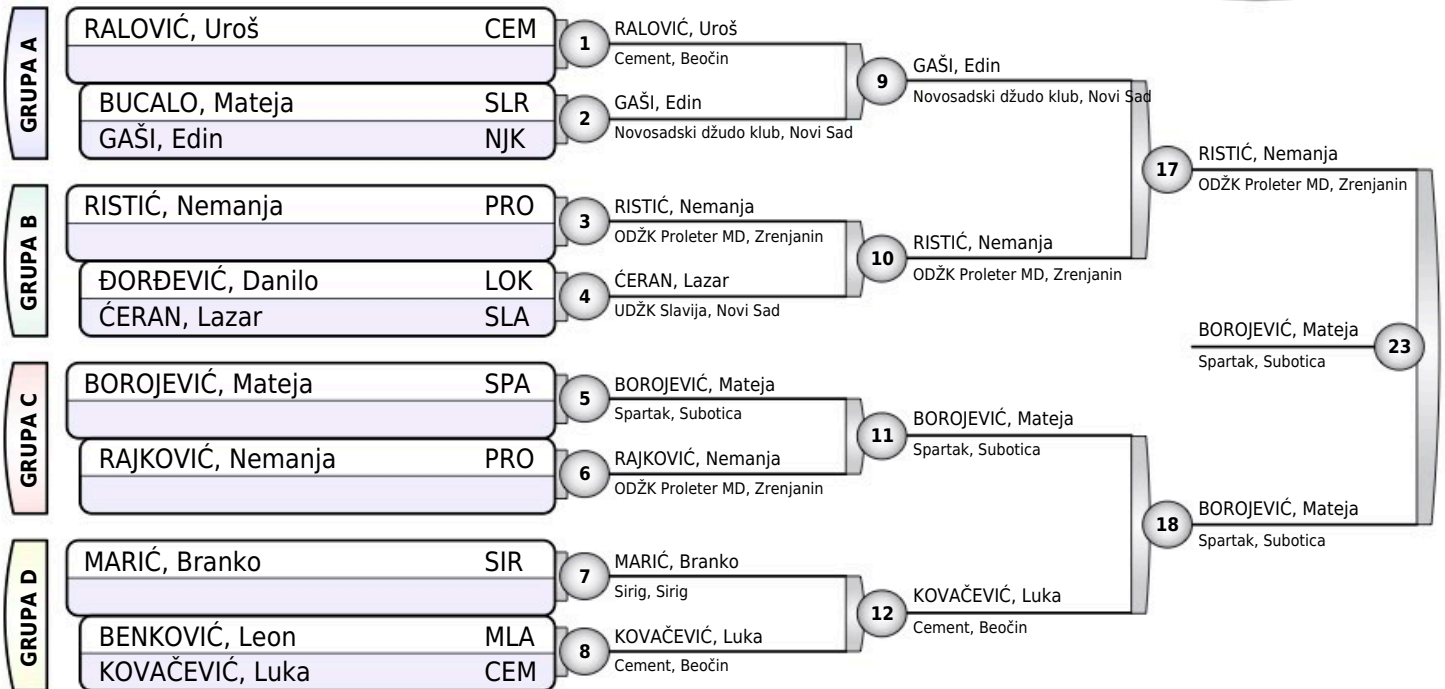 GRUPA A
RALOVIĆ, Uroš CEM
BUCALO, Mateja SLR
GAŠI, Edin NJK
GRUPA B
RISTIĆ, Nemanja PRO
ĐORĐEVIĆ, Danilo LOK
ĆERAN, Lazar SLA
GRUPA C
BOROJEVIĆ, Mateja SPA
RAJKOVIĆ, Nemanja PRO
GRUPA D
MARIĆ, Branko SIR
BENKOVIĆ, Leon MLA
KOVAČEVIĆ, Luka CEM
1
RALOVIĆ, Uroš
Cement, Beočin
2
GAŠI, Edin
Novosadski džudo klub, Novi Sad
3
RISTIĆ, Nemanja
ODŽK Proleter MD, Zrenjanin
4
ĆERAN, Lazar
UDŽK Slavija, Novi Sad
5
BOROJEVIĆ, Mateja
Spartak, Subotica
6
RAJKOVIĆ, Nemanja
ODŽK Proleter MD, Zrenjanin
7
MARIĆ, Branko
Sirig, Sirig
8
KOVAČEVIĆ, Luka
Cement, Beočin
9
GAŠI, Edin
Novosadski džudo klub, Novi Sad
10
RISTIĆ, Nemanja
ODŽK Proleter MD, Zrenjanin
11
BOROJEVIĆ, Mateja
Spartak, Subotica
12
KOVAČEVIĆ, Luka
Cement, Beočin
17
RISTIĆ, Nemanja
ODŽK Proleter MD, Zrenjanin
18
BOROJEVIĆ, Mateja
Spartak, Subotica
BOROJEVIĆ, Mateja
Spartak, Subotica
23